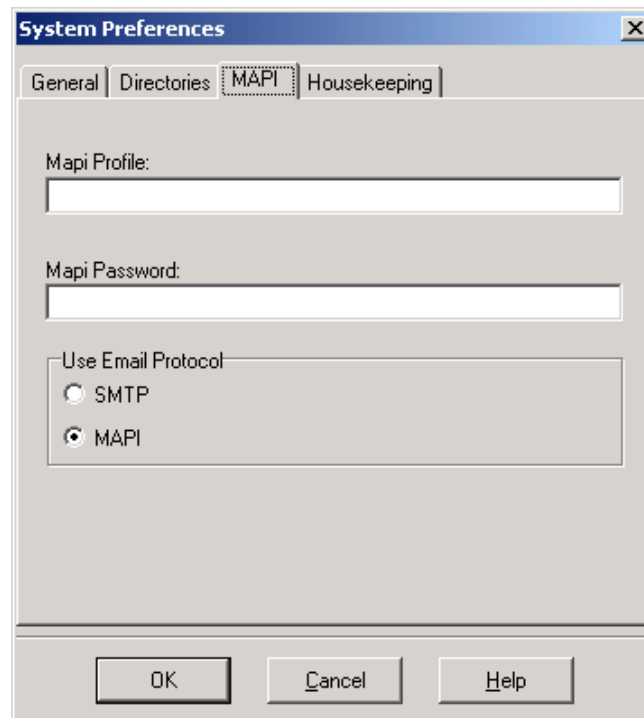 System Preferences
General Directories MAPI Housekeeping
Mapi Profile:
Mapi Password:
Use Email Protocol
SMTP
MAPI
OK Cancel Help